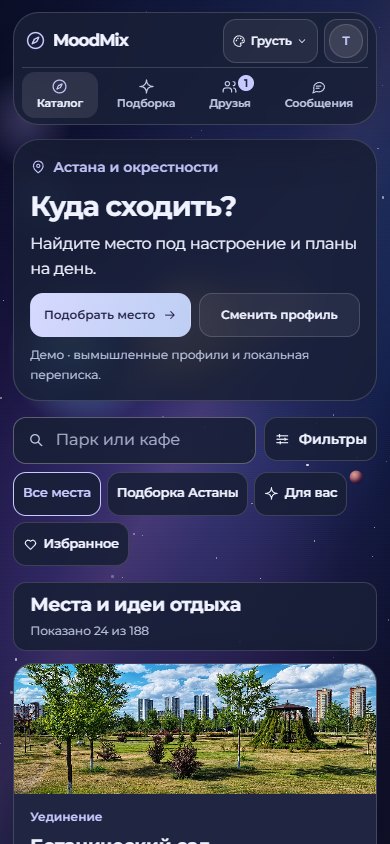 MoodMix
Грусть
T
Каталог
Подборка
1
Друзья
Сообщения
Астана и окрестности
Куда сходить?
Найдите место под настроение и планы
на день.
Подобрать место →
Сменить профиль
Демо · вымышленные профили и локальная
переписка.
Парк или кафе
Фильтры
Все места
Подборка Астаны
Для вас
Избранное
Места и идеи отдыха
Показано 24 из 188
Уединение
Ботанический сад